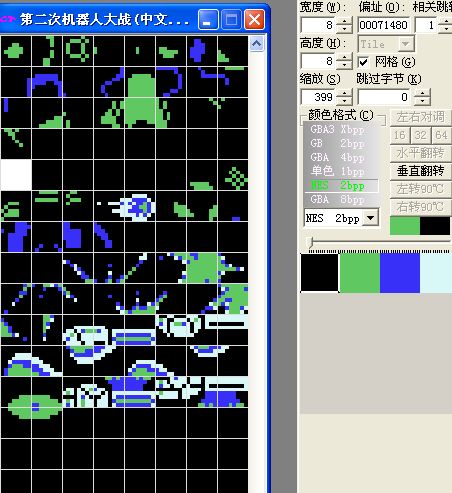 第二次机器人大战(中文...
宽度(W): 偏址(O): 相关跳转
8 00071480 1
高度(H): Tile
8 网格(G)
缩放(S) 跳过字节(K)
399 0
颜色格式(C) 左右对调
GBA3 Xbpp 16 32 64
GB 2bpp 水平翻转
GBA 4bpp 垂直翻转
单色 1bpp 左转90℃
NES 2bpp 右转90℃
GBA 8bpp
NES 2bpp